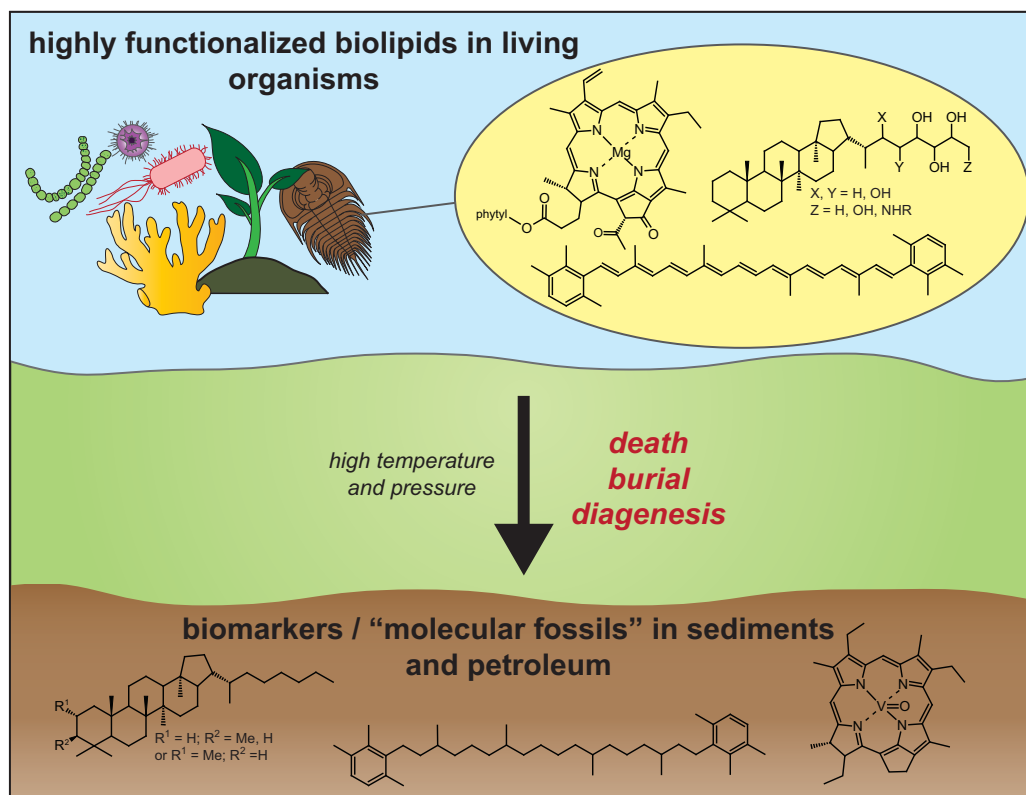 highly functionalized biolipids in living
organisms
N
N
Mg
N
N
phytyl
O
O
O
O
X
OH
OH
Y
OH
Z
X, Y = H, OH
Z = H, OH, NHR
high temperature
and pressure
death
burial
diagenesis
biomarkers / “molecular fossils” in sediments
and petroleum
R¹
R²
R¹ = H; R² = Me, H
or R¹ = Me; R² =H
N
N
V=O
N
N